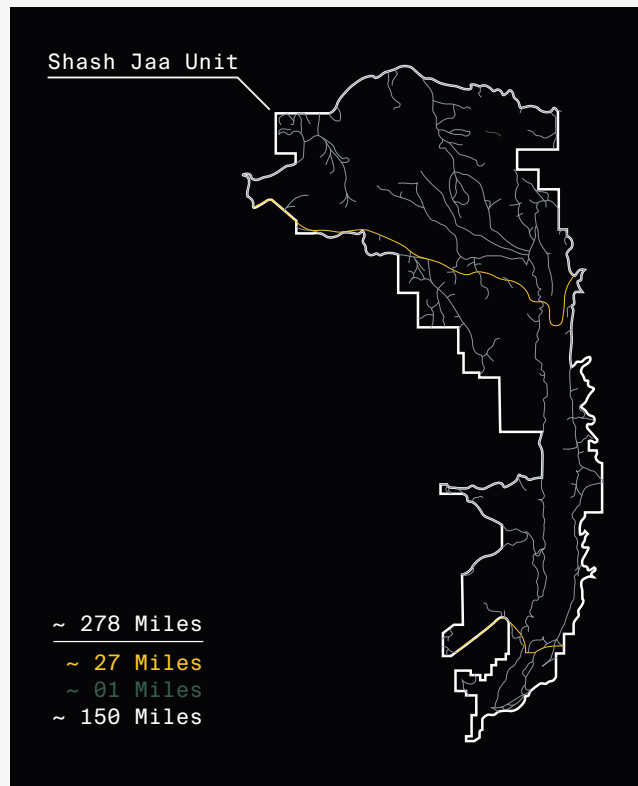 Shash Jaa Unit
~ 278 Miles
~ 27 Miles
~ 01 Miles
~ 150 Miles